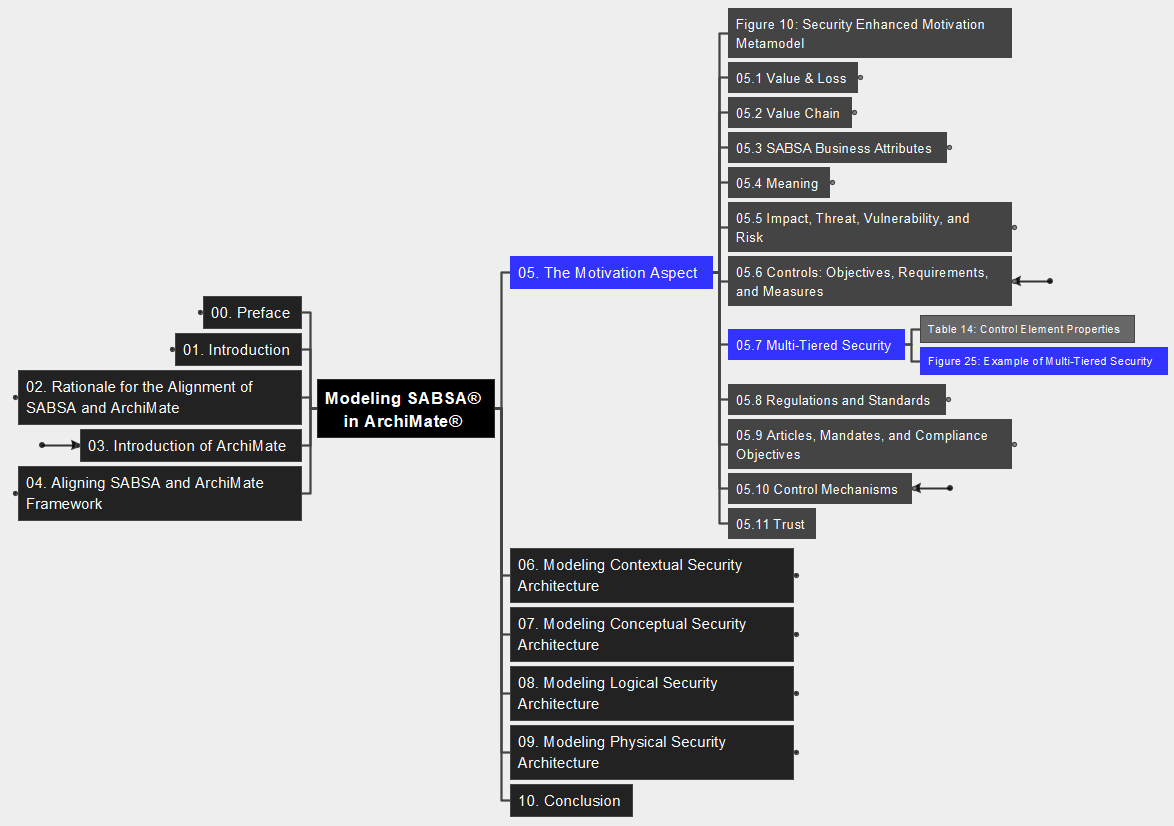 Modeling SABSA®
in ArchiMate®
00. Preface
01. Introduction
02. Rationale for the Alignment of
SABSA and ArchiMate
03. Introduction of ArchiMate
04. Aligning SABSA and ArchiMate
Framework
05. The Motivation Aspect
Figure 10: Security Enhanced Motivation
Metamodel
05.1 Value & Loss
05.2 Value Chain
05.3 SABSA Business Attributes
05.4 Meaning
05.5 Impact, Threat, Vulnerability, and
Risk
05.6 Controls: Objectives, Requirements,
and Measures
05.7 Multi-Tiered Security
Table 14: Control Element Properties
Figure 25: Example of Multi-Tiered Security
05.8 Regulations and Standards
05.9 Articles, Mandates, and Compliance
Objectives
05.10 Control Mechanisms
05.11 Trust
06. Modeling Contextual Security
Architecture
07. Modeling Conceptual Security
Architecture
08. Modeling Logical Security
Architecture
09. Modeling Physical Security
Architecture
10. Conclusion